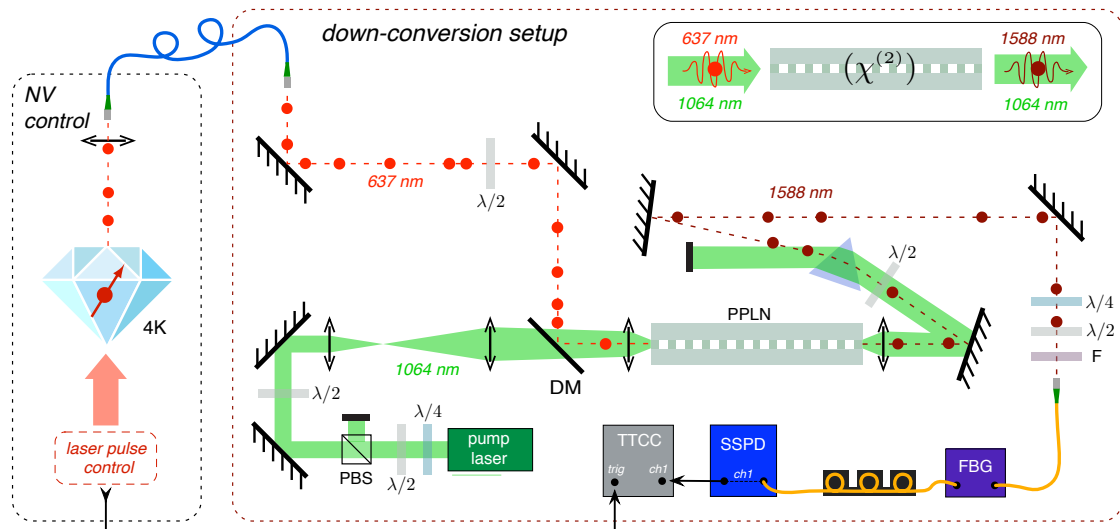 down-conversion setup
NV
control
637 nm
1064 nm
(χ(2))
1588 nm
1064 nm
637 nm
λ/2
1588 nm
λ/2
4K
PPLN
λ/4
λ/2
F
1064 nm
DM
λ/2
λ/4
laser pulse
control
PBS
λ/2
pump
laser
TTCC
trig
ch1
SSPD
ch1
FBG